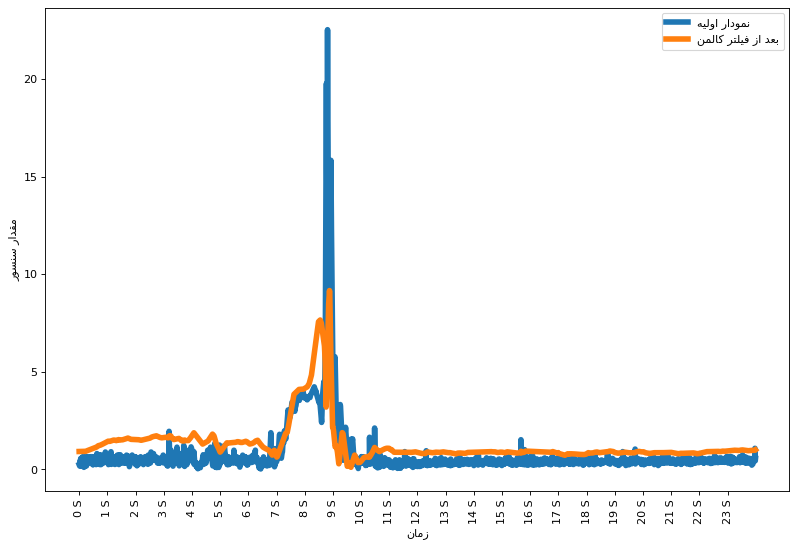 نمودار اولیه
بعد از فیلتر کالمن
مقدار سنسور
20
15
10
5
0
0 S
1 S
2 S
3 S
4 S
5 S
6 S
7 S
8 S
9 S
10 S
11 S
12 S
13 S
14 S
15 S
16 S
17 S
18 S
19 S
20 S
21 S
22 S
23 S
زمان